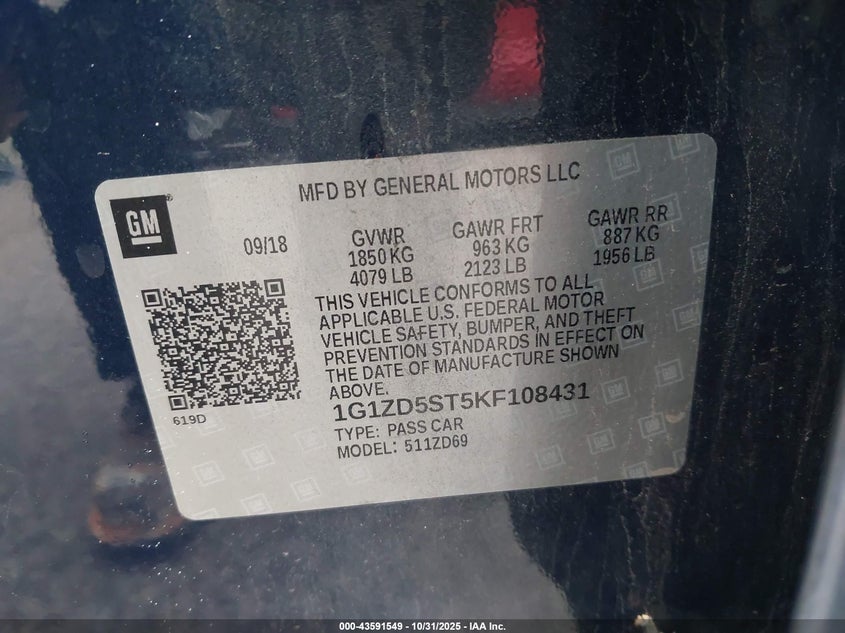 MFD BY GENERAL MOTORS LLC
GM®
09/18
GVWR
1850 KG
4079 LB
GAWR FRT
963 KG
2123 LB
GAWR RR
887 KG
1956 LB
THIS VEHICLE CONFORMS TO ALL
APPLICABLE U.S. FEDERAL MOTOR
VEHICLE SAFETY, BUMPER, AND THEFT
PREVENTION STANDARDS IN EFFECT ON
THE DATE OF MANUFACTURE SHOWN
ABOVE.
619D
1G1ZD5ST5KF108431
TYPE: PASS CAR
MODEL: 511ZD69
000-43591549 - 10/31/2025 - IAA Inc.